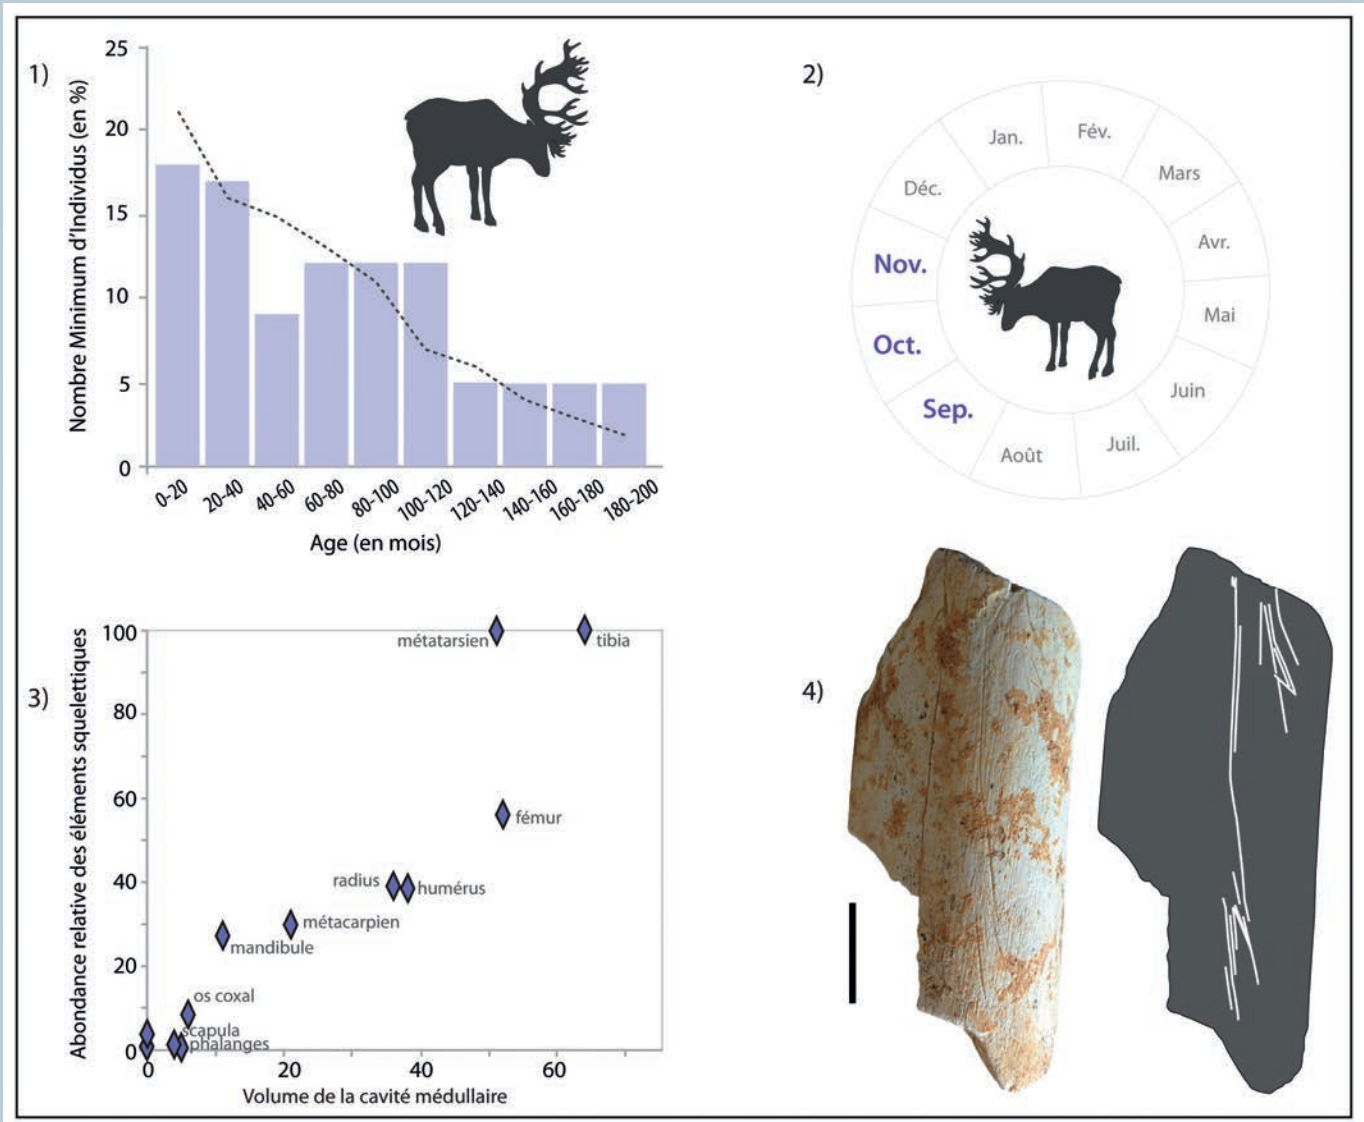 1)
Nombre Minimum d'Individus (en %)
25
20
15
10
5
0
0-20
20-40
40-60
60-80
80-100
100-120
120-140
140-160
160-180
180-200
Age (en mois)
2)
Jan.
Fév.
Mars
Avr.
Mai
Juin
Juil.
Août
Sep.
Oct.
Nov.
Déc.
3)
Abondance relative des éléments squelettiques
100
80
60
40
20
0
métatarsien
tibia
fémur
radius
humérus
métacarpien
mandibule
os coxal
scapula
phalanges
0
20
40
60
Volume de la cavité médullaire
4)